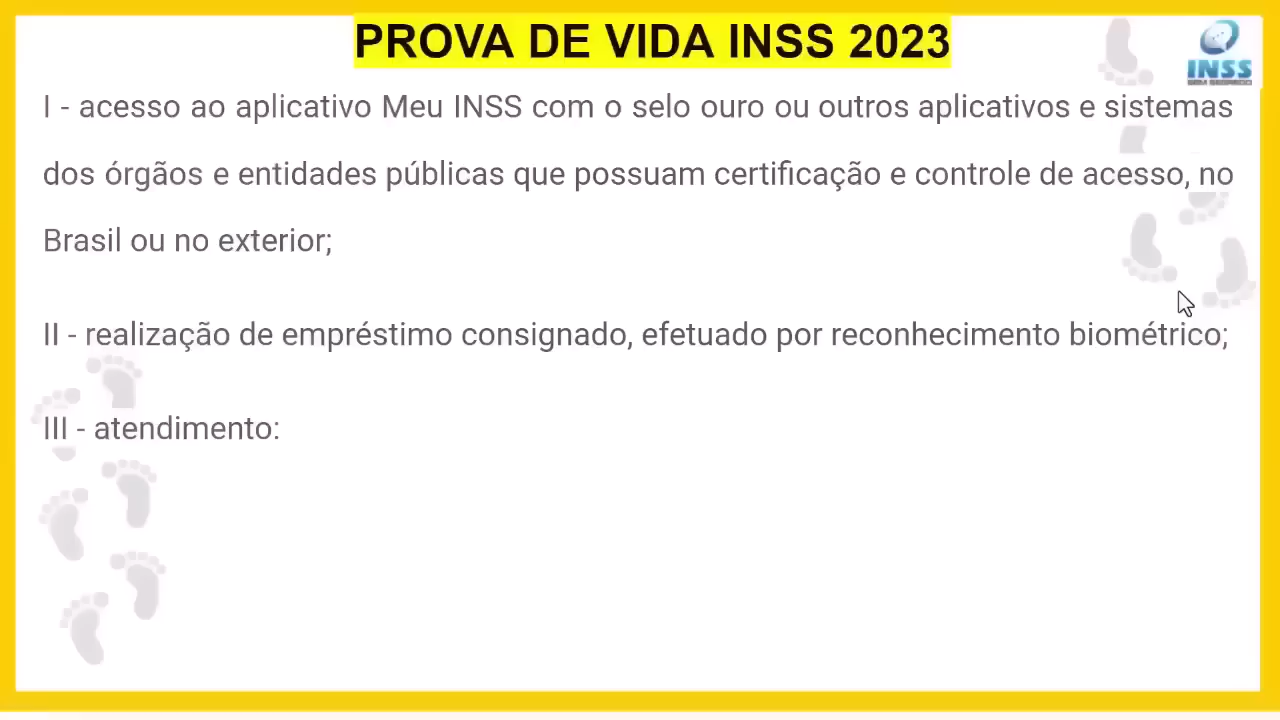 PROVA DE VIDA INSS 2023
INSS
I - acesso ao aplicativo Meu INSS com o selo ouro ou outros aplicativos e sistemas
dos órgãos e entidades públicas que possuam certificação e controle de acesso, no
Brasil ou no exterior;
II - realização de empréstimo consignado, efetuado por reconhecimento biométrico;
III - atendimento: